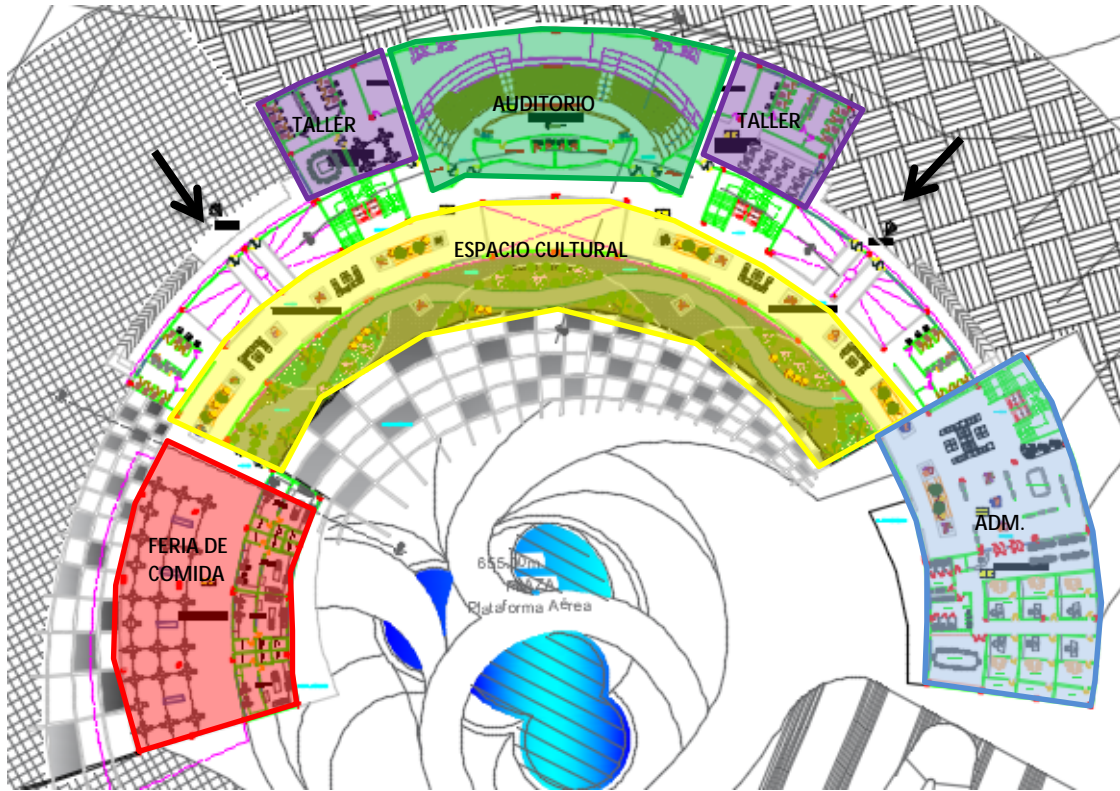 AUDITORIO
TALLER
TALLER
ESPACIO CULTURAL
FERIA DE
COMIDA
ADM.
PLAZA
Plataforma Aérea